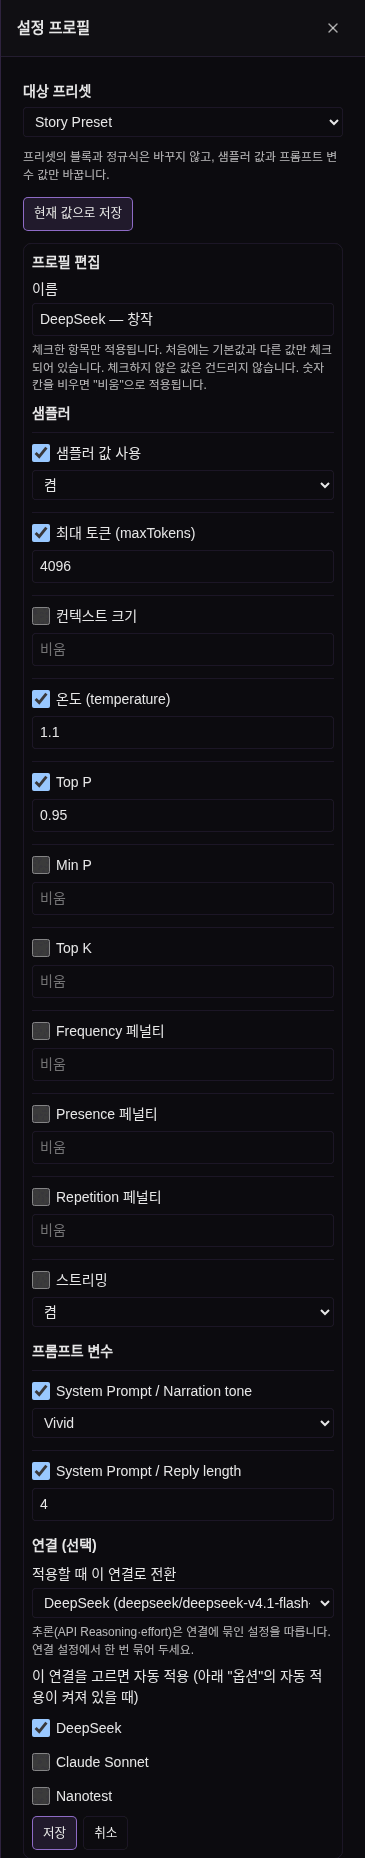 설정 프로필
대상 프리셋
Story Preset
프리셋의 블록과 정규식은 바꾸지 않고, 샘플러 값과 프롬프트 변
수 값만 바꿉니다.
현재 값으로 저장
프로필 편집
이름
DeepSeek — 창작
체크한 항목만 적용됩니다. 처음에는 기본값과 다른 값만 체크
되어 있습니다. 체크하지 않은 값은 건드리지 않습니다. 숫자
칸을 비우면 "비움"으로 적용됩니다.
샘플러
샘플러 값 사용
켬
최대 토큰 (maxTokens)
4096
컨텍스트 크기
비움
온도 (temperature)
1.1
Top P
0.95
Min P
비움
Top K
비움
Frequency 페널티
비움
Presence 페널티
비움
Repetition 페널티
비움
스트리밍
켬
프롬프트 변수
System Prompt / Narration tone
Vivid
System Prompt / Reply length
4
연결 (선택)
적용할 때 이 연결로 전환
DeepSeek (deepseek/deepseek-v4.1-flash-
추론(API Reasoning·effort)은 연결에 묶인 설정을 따릅니다.
연결 설정에서 한 번 묶어 두세요.
이 연결을 고르면 자동 적용 (아래 "옵션"의 자동 적
용이 켜져 있을 때)
DeepSeek
Claude Sonnet
Nanotest
저장 취소